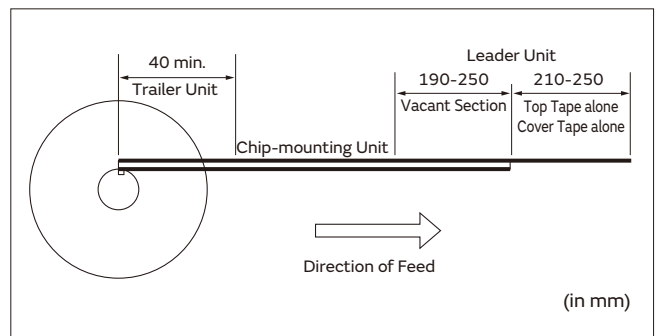 Leader Unit
40 min.
190-250
210-250
Trailer Unit
Vacant Section
Top Tape alone
Cover Tape alone
Chip-mounting Unit
Direction of Feed
(in mm)